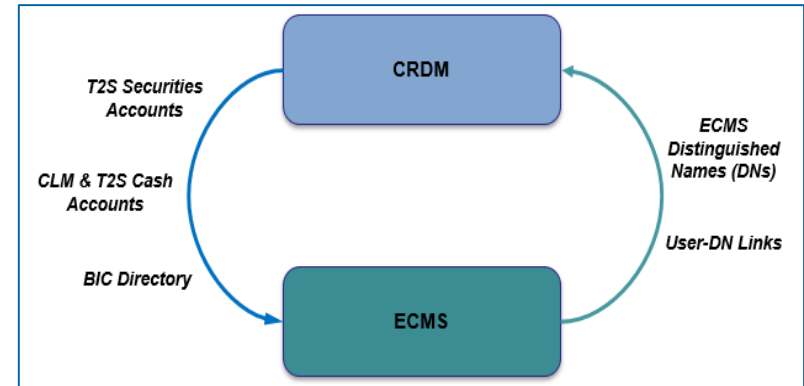 CRDM
T2S Securities
Accounts
CLM & T2S Cash
Accounts
BIC Directory
ECMS
Distinguished
Names (DNs)
User-DN Links
ECMS